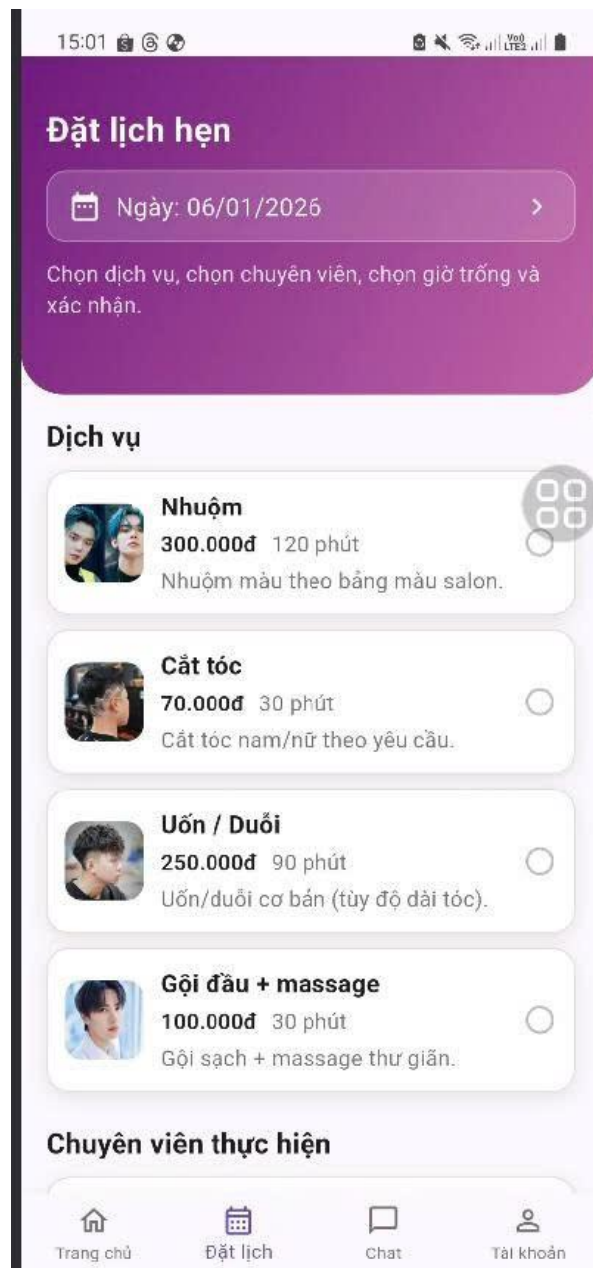 15:01
Vo))
LTE2
Đặt lịch hẹn
Ngày: 06/01/2026
Chọn dịch vụ, chọn chuyên viên, chọn giờ trống và
xác nhận.
Dịch vụ
Nhuộm
300.000đ 120 phút
Nhuộm màu theo bảng màu salon.
Cắt tóc
70.000đ 30 phút
Cắt tóc nam/nữ theo yêu cầu.
Uốn / Duỗi
250.000đ 90 phút
Uốn/duỗi cơ bản (tùy độ dài tóc).
Gội đầu + massage
100.000đ 30 phút
Gội sạch + massage thư giãn.
Chuyên viên thực hiện
Trang chủ
Đặt lịch
Chat
Tài khoản